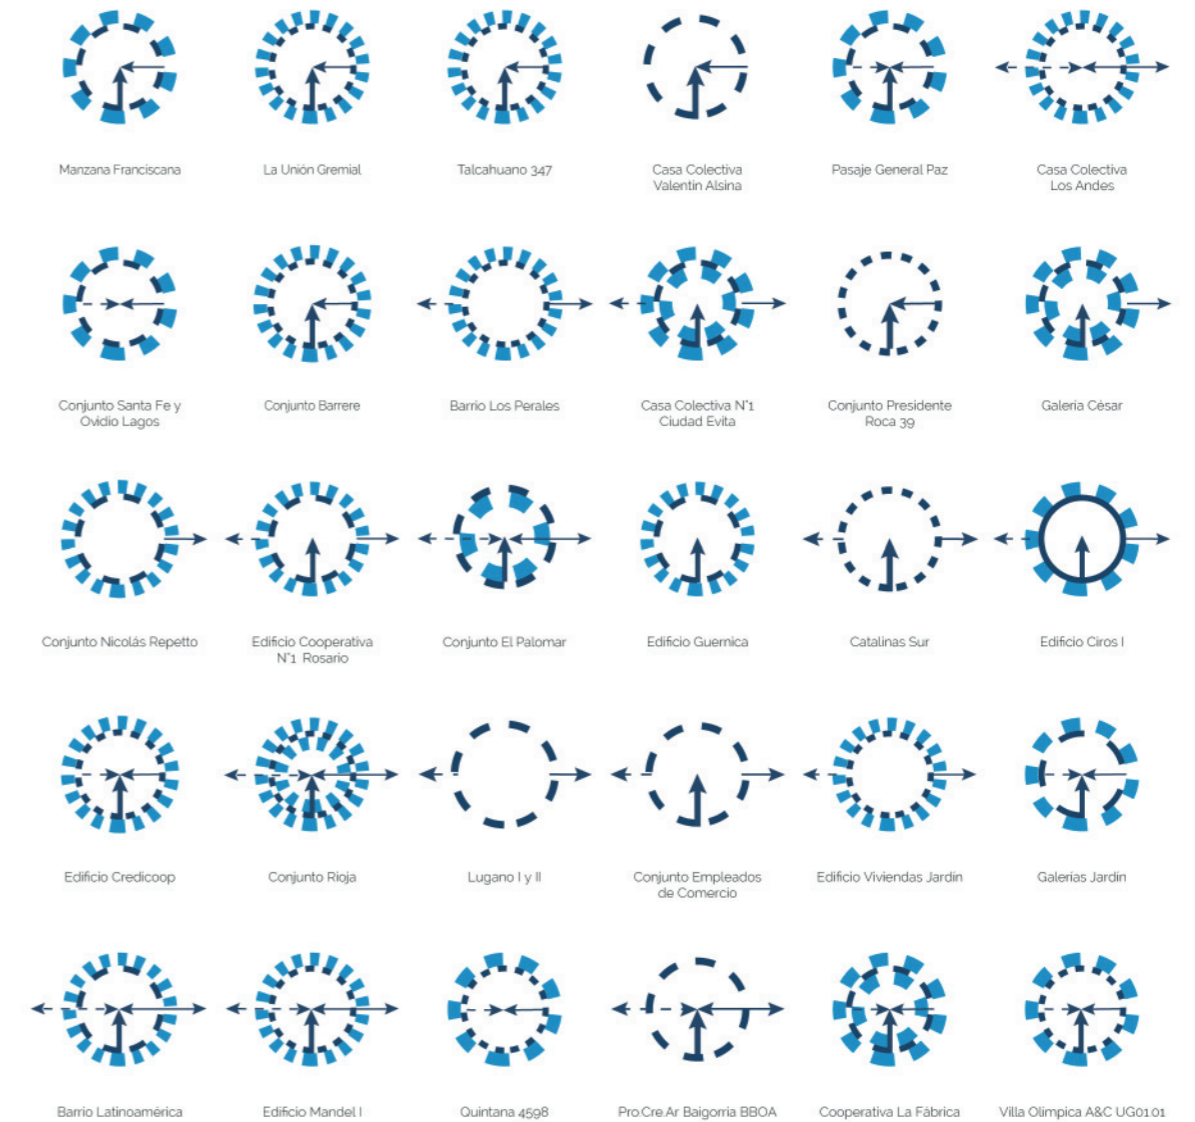 Manzana Franciscana
La Unión Gremial
Talcahuano 347
Casa Colectiva
Valentin Alsina
Pasaje General Paz
Casa Colectiva
Los Andes
Conjunto Santa Fe y
Ovidio Lagos
Conjunto Barrere
Barrio Los Perales
Casa Colectiva N°1
Ciudad Evita
Conjunto Presidente
Roca 39
Galería César
Conjunto Nicolás Repetto
Edificio Cooperativa
N°1 Rosario
Conjunto El Palomar
Edificio Guernica
Catalinas Sur
Edificio Ciros I
Edificio Credicoop
Conjunto Rioja
Lugano I y II
Conjunto Empleados
de Comercio
Edificio Viviendas Jardín
Galerías Jardín
Barrio Latinoamérica
Edificio Mandel I
Quintana 4598
Pro.Cre.Ar Baigorria BBOA
Cooperativa La Fábrica
Villa Olímpica A&C UG01.01